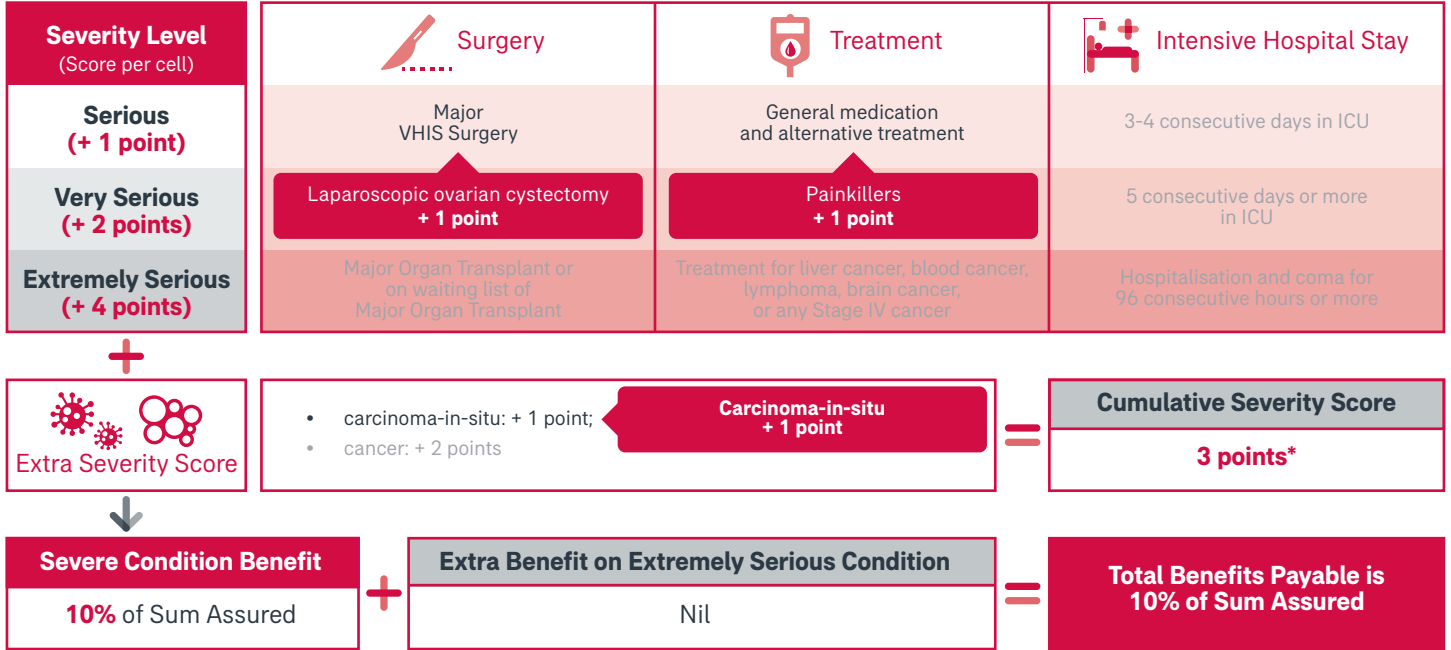 Severity Level
(Score per cell)
Surgery
Treatment
Intensive Hospital Stay
Serious
(+ 1 point)
Major
VHIS Surgery
General medication
and alternative treatment
3-4 consecutive days in ICU
Very Serious
(+ 2 points)
Laparoscopic ovarian cystectomy
+ 1 point
Painkillers
+ 1 point
5 consecutive days or more
in ICU
Extremely Serious
(+ 4 points)
Major Organ Transplant or
on waiting list of
Major Organ Transplant
Treatment for liver cancer, blood cancer,
lymphoma, brain cancer,
or any Stage IV cancer
Hospitalisation and coma for
96 consecutive hours or more
+
Extra Severity Score
• carcinoma-in-situ: + 1 point;
• cancer: + 2 points
Carcinoma-in-situ
+ 1 point
=
Cumulative Severity Score
3 points*
Severe Condition Benefit
10% of Sum Assured
+
Extra Benefit on Extremely Serious Condition
Nil
=
Total Benefits Payable is
10% of Sum Assured